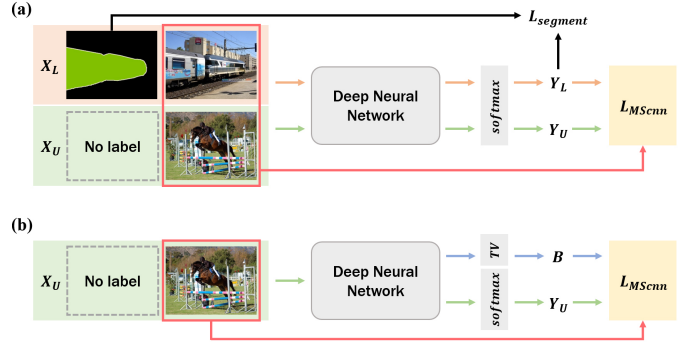 (a)
L_segment
X_L
Deep Neural
Network
softmax
Y_L
L_MScnn
X_U
No label
Y_U
(b)
X_U
No label
Deep Neural
Network
TV
B
softmax
Y_U
L_MScnn